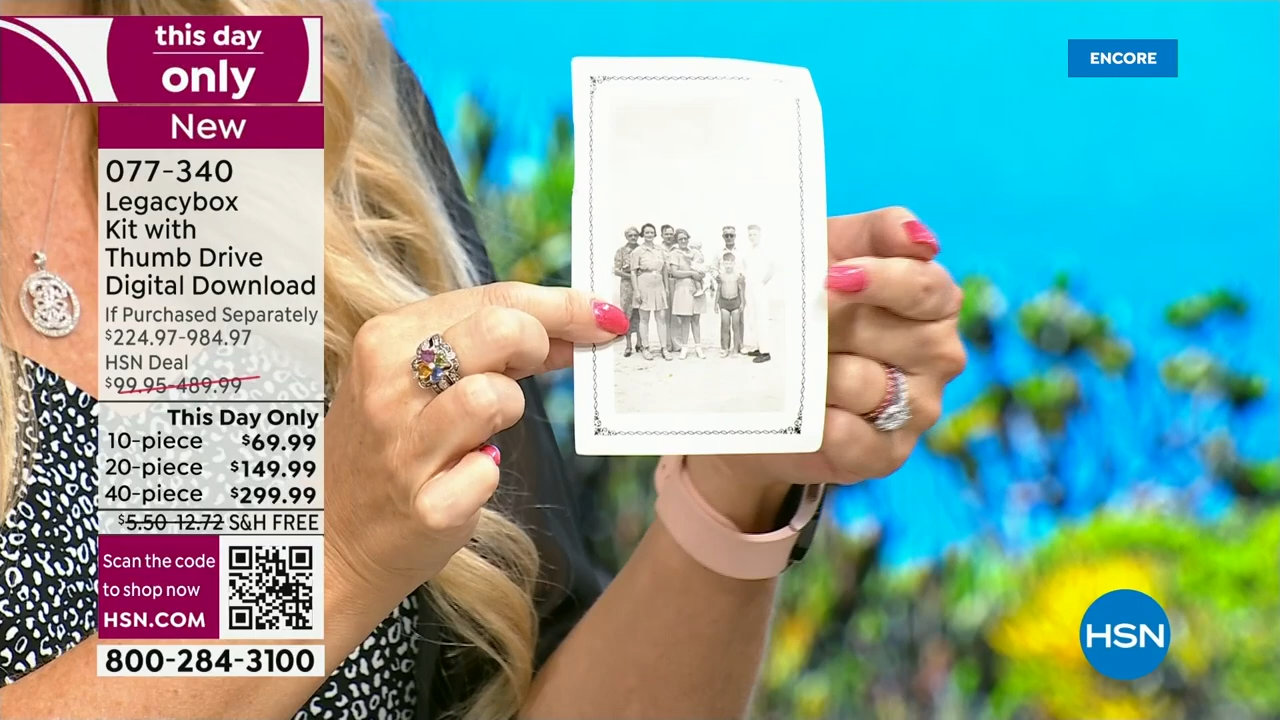 this day
only
New
077-340
Legacybox
Kit with
Thumb Drive
Digital Download
If Purchased Separately
$224.97-984.97
HSN Deal
$99.95-489.99
This Day Only
10-piece $69.99
20-piece $149.99
40-piece $299.99
$5.50-12.72 S&H FREE
Scan the code
to shop now
HSN.COM
800-284-3100
ENCORE
HSN